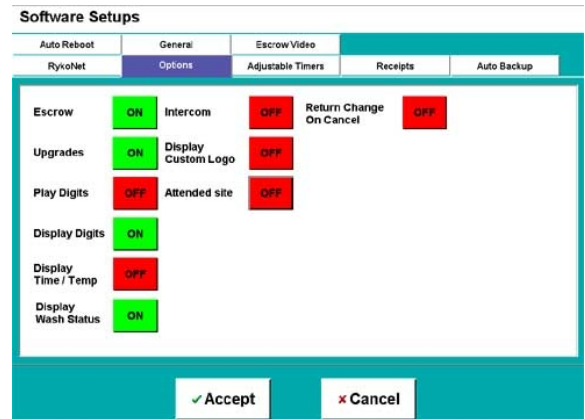 Software Setups
Auto Reboot General Escrow Video
RykoNet Options Adjustable Timers Receipts Auto Backup
Escrow ON Intercom OFF Return Change On Cancel OFF
Upgrades ON Display Custom Logo OFF
Play Digits OFF Attended site OFF
Display Digits ON
Display Time / Temp OFF
Display Wash Status ON
✓ Accept ✗ Cancel